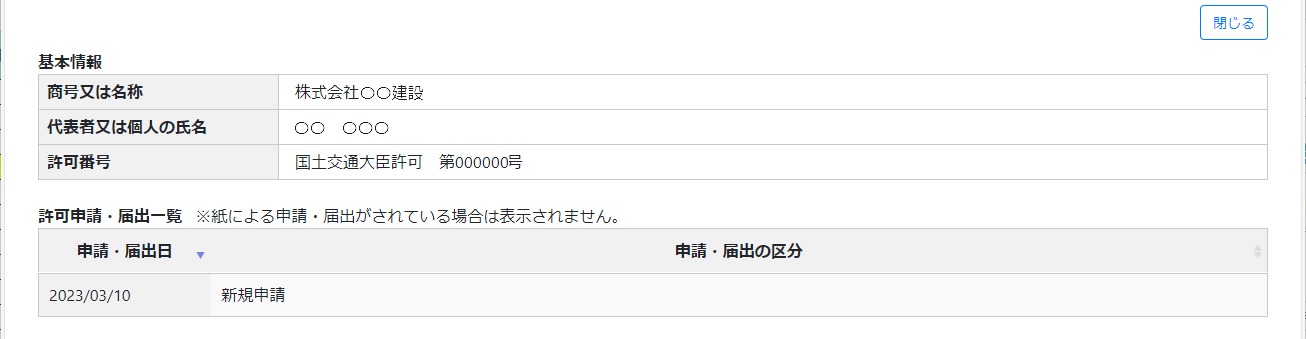 閉じる
基本情報
商号又は名称 株式会社〇〇建設
代表者又は個人の氏名 〇〇　〇〇〇
許可番号 国土交通大臣許可　第000000号
許可申請・届出一覧 ※紙による申請・届出がされている場合は表示されません。
申請・届出日 ▼ 申請・届出の区分
2023/03/10 新規申請